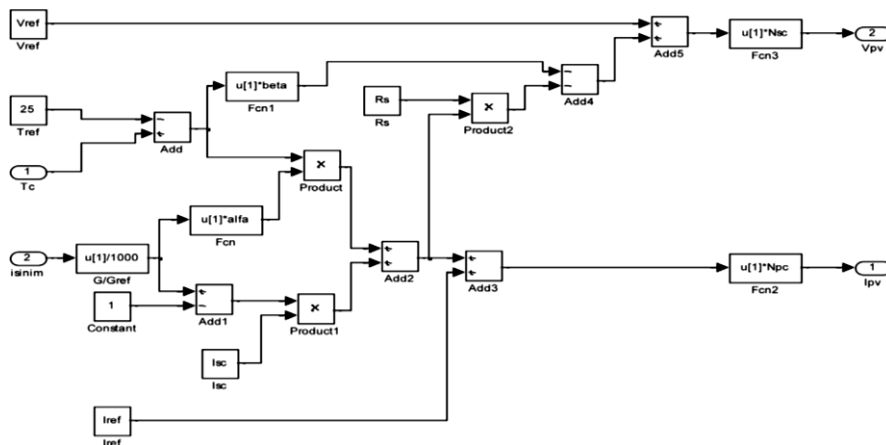 Vref
Vref
u[1]*beta
Fcn1
25
Tref
1
Tc
Add
Rs
Rs
×
Product2
−
−
Add4
Add5
u[1]*Nsc
Fcn3
2
Vpv
×
Product
2
isinim
u[1]/1000
G/Gref
u[1]*alfa
Fcn
1
Constant
Add1
×
Product1
Isc
Isc
Add2
Add3
u[1]*Npc
Fcn2
1
Ipv
Iref
Iref